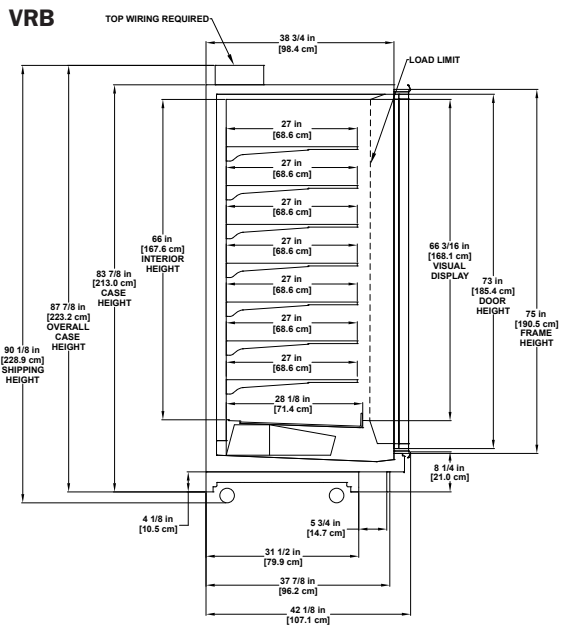 VRB
TOP WIRING REQUIRED
38 3/4 in
[98.4 cm]
LOAD LIMIT
27 in
[68.6 cm]
27 in
[68.6 cm]
27 in
[68.6 cm]
27 in
[68.6 cm]
27 in
[68.6 cm]
27 in
[68.6 cm]
27 in
[68.6 cm]
28 1/8 in
[71.4 cm]
66 in
[167.6 cm]
INTERIOR
HEIGHT
83 7/8 in
[213.0 cm]
CASE
HEIGHT
87 7/8 in
[223.2 cm]
OVERALL
CASE
HEIGHT
90 1/8 in
[228.9 cm]
SHIPPING
HEIGHT
66 3/16 in
[168.1 cm]
VISUAL
DISPLAY
73 in
[185.4 cm]
DOOR
HEIGHT
75 in
[190.5 cm]
FRAME
HEIGHT
8 1/4 in
[21.0 cm]
4 1/8 in
[10.5 cm]
5 3/4 in
[14.7 cm]
31 1/2 in
[79.9 cm]
37 7/8 in
[96.2 cm]
42 1/8 in
[107.1 cm]